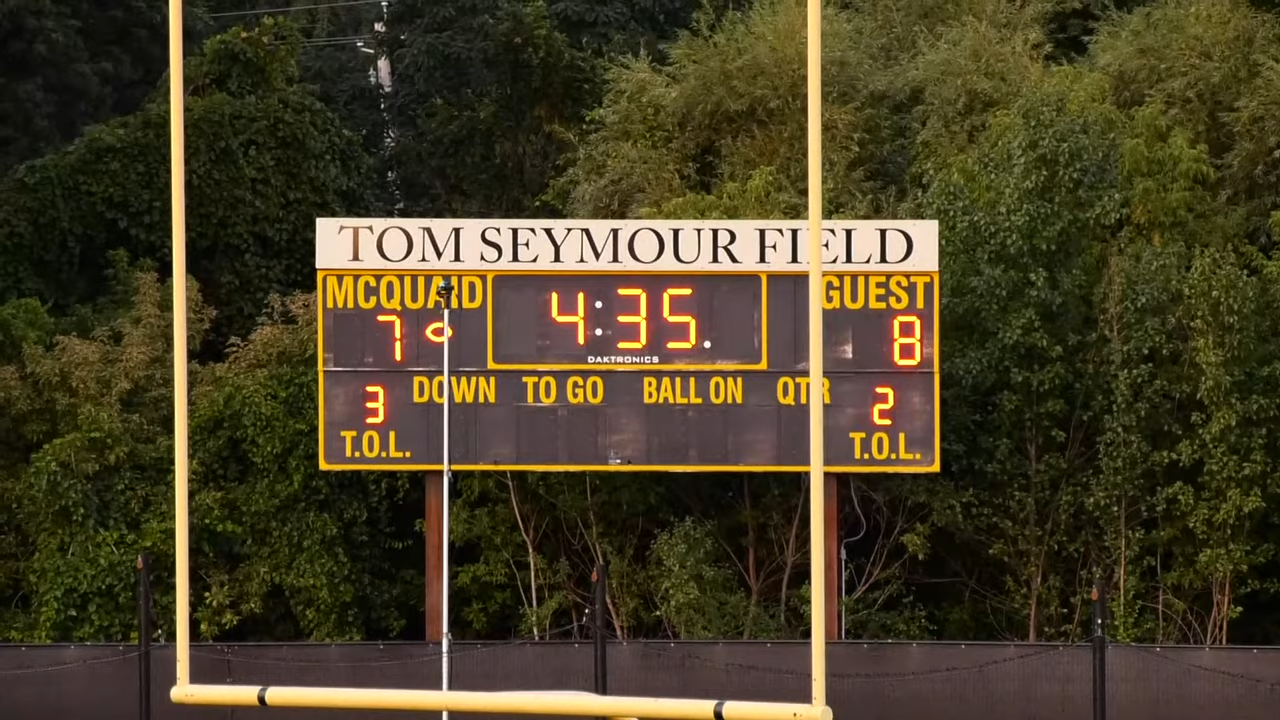 TOM SEYMOUR FIELD
MCQUAID 4:35. GUEST
7 8
DAKTRONICS
3 DOWN TO GO BALL ON QTR 2
T.O.L. T.O.L.